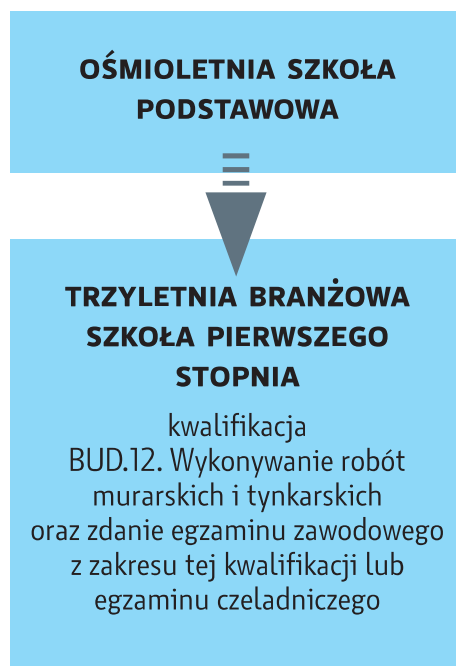 OŚMIOLETNIA SZKOŁA
PODSTAWOWA
TRZYLETNIA BRANŻOWA
SZKOŁA PIERWSZEGO
STOPNIA
kwalifikacja
BUD.12. Wykonywanie robót
murarskich i tynkarskich
oraz zdanie egzaminu zawodowego
z zakresu tej kwalifikacji lub
egzaminu czeladniczego